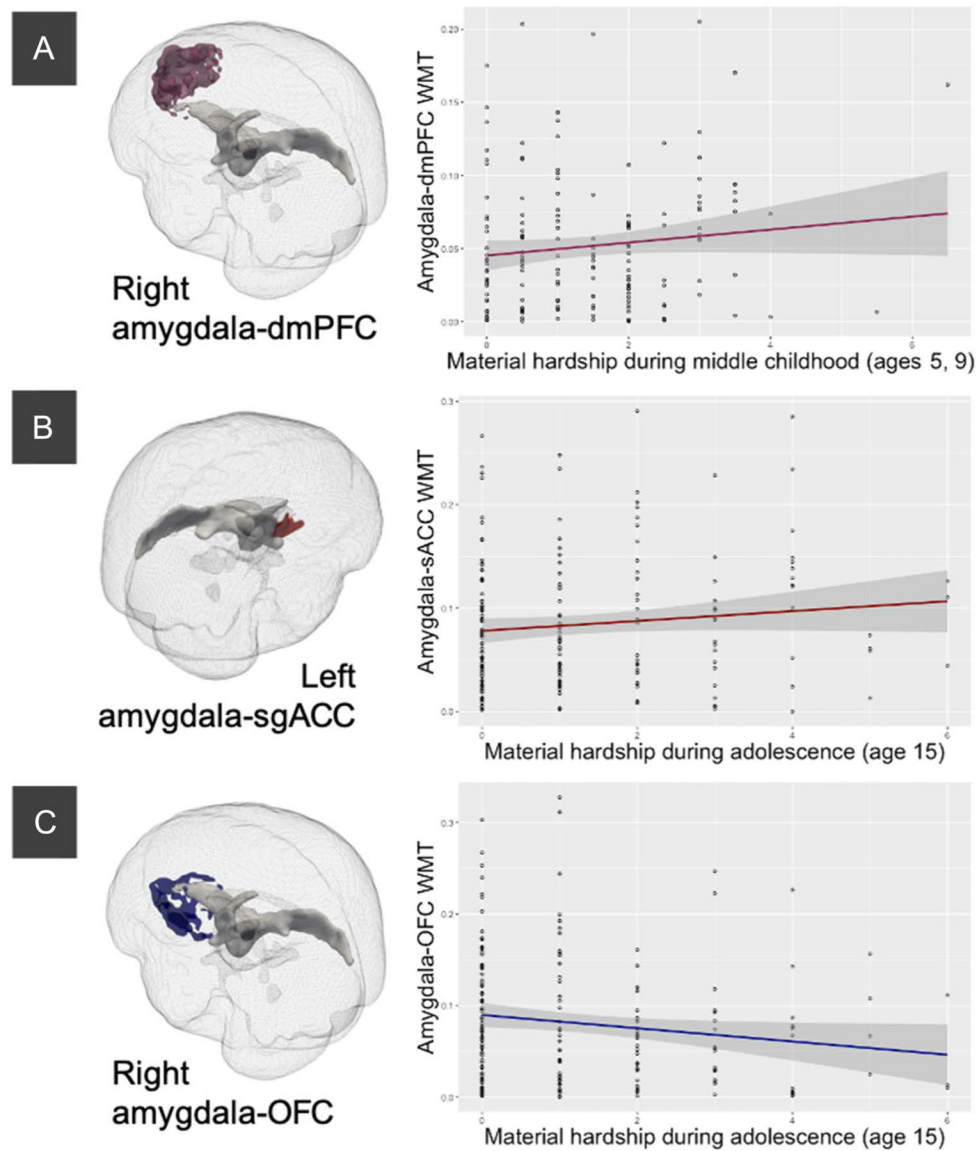 A
Right
amygdala-dmPFC
Amygdala-dmPFC WMT
0.20
0.15
0.10
0.05
0.00
0 2 4 6
Material hardship during middle childhood (ages 5, 9)
B
Left
amygdala-sgACC
Amygdala-sACC WMT
0.3
0.2
0.1
0.0
0 2 4 6
Material hardship during adolescence (age 15)
C
Right
amygdala-OFC
Amygdala-OFC WMT
0.3
0.2
0.1
0.0
0 2 4 6
Material hardship during adolescence (age 15)